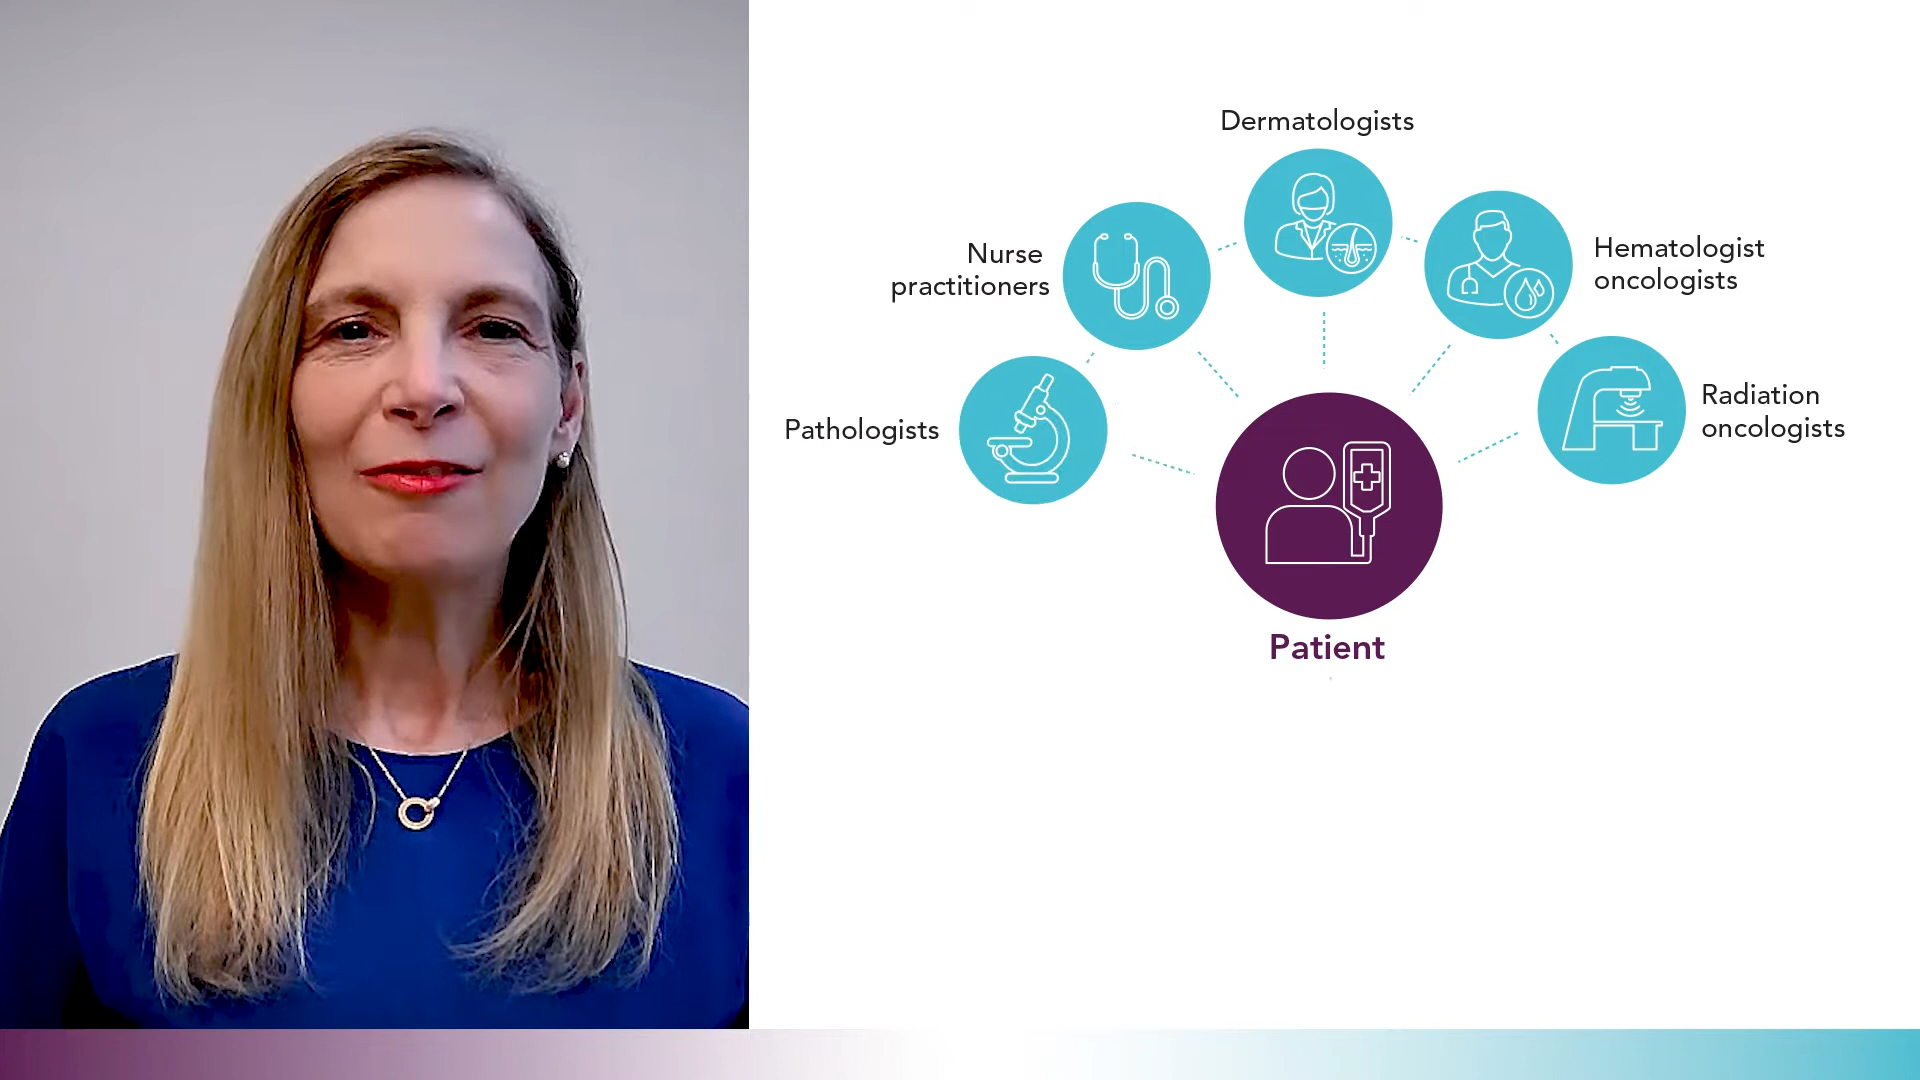 Dermatologists
Nurse
practitioners
Hematologist
oncologists
Pathologists
Radiation
oncologists
Patient